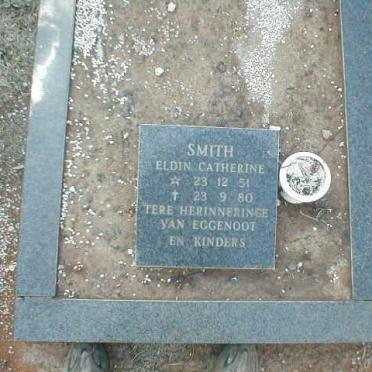 SMITH
ELDIN CATHERINE
☆ 23 12 51
† 23 9 80
TERE HERINNERINGE
VAN EGGENOOT
EN KINDERS